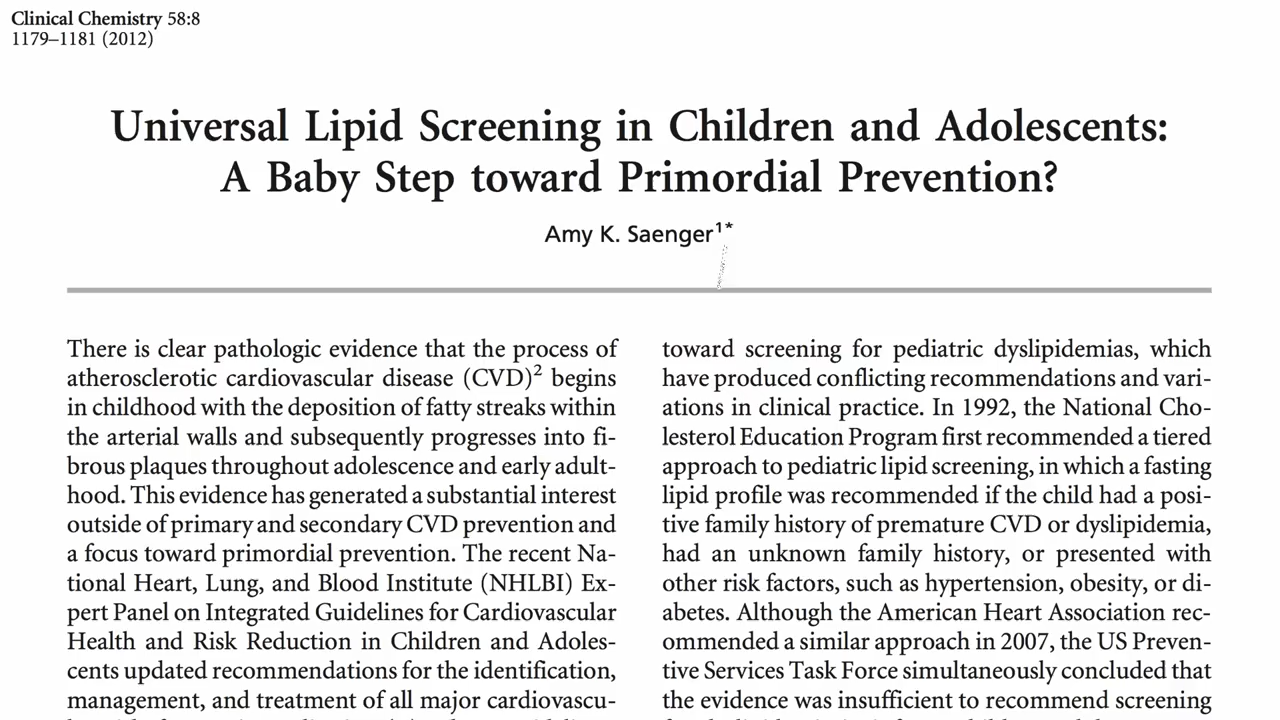 Clinical Chemistry 58:8
1179–1181 (2012)
Universal Lipid Screening in Children and Adolescents:
A Baby Step toward Primordial Prevention?
Amy K. Saenger1*
There is clear pathologic evidence that the process of
atherosclerotic cardiovascular disease (CVD)2 begins
in childhood with the deposition of fatty streaks within
the arterial walls and subsequently progresses into fi-
brous plaques throughout adolescence and early adult-
hood. This evidence has generated a substantial interest
outside of primary and secondary CVD prevention and
a focus toward primordial prevention. The recent Na-
tional Heart, Lung, and Blood Institute (NHLBI) Ex-
pert Panel on Integrated Guidelines for Cardiovascular
Health and Risk Reduction in Children and Adoles-
cents updated recommendations for the identification,
management, and treatment of all major cardiovascu-
toward screening for pediatric dyslipidemias, which
have produced conflicting recommendations and vari-
ations in clinical practice. In 1992, the National Cho-
lesterol Education Program first recommended a tiered
approach to pediatric lipid screening, in which a fasting
lipid profile was recommended if the child had a posi-
tive family history of premature CVD or dyslipidemia,
had an unknown family history, or presented with
other risk factors, such as hypertension, obesity, or di-
abetes. Although the American Heart Association rec-
ommended a similar approach in 2007, the US Preven-
tive Services Task Force simultaneously concluded that
the evidence was insufficient to recommend screening